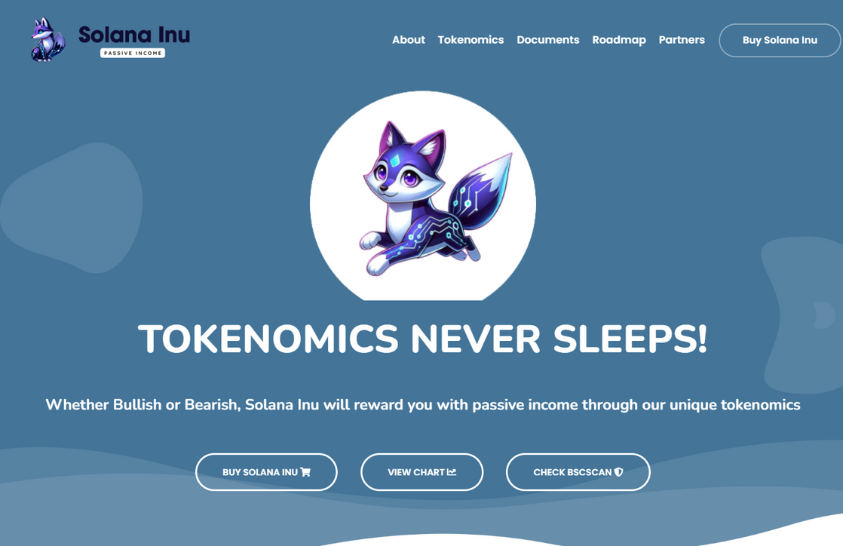 Solana Inu
PASSIVE INCOME
About Tokenomics Documents Roadmap Partners Buy Solana Inu
TOKENOMICS NEVER SLEEPS!
Whether Bullish or Bearish, Solana Inu will reward you with passive income through our unique tokenomics
BUY SOLANA INU VIEW CHART CHECK BSCSCAN